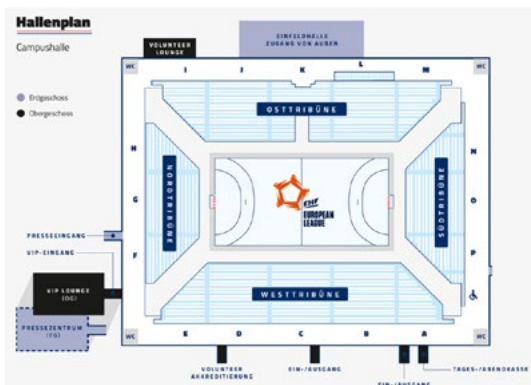 Hallenplan
Campushalle
Erdgeschoss
Obergeschoss
VOLUNTEER
LOUNGE
EINFELDHALLE
ZUGANG VON AUßEN
WC
I
J
K
L
M
WC
OSTTRIBÜNE
H
G
F
NORDTRIBÜNE
EHF
EUROPEAN
LEAGUE
SÜDTRIBÜNE
N
O
P
PRESSEEINGANG
VIP-EINGANG
VIP LOUNGE
(OG)
PRESSEZENTRUM
(EG)
WESTTRIBÜNE
WC
E
D
C
B
A
WC
VOLUNTEER
AKKREDITIERUNG
EIN-/AUSGANG
EIN-/AUSGANG
TAGES-/ABENDKASSE